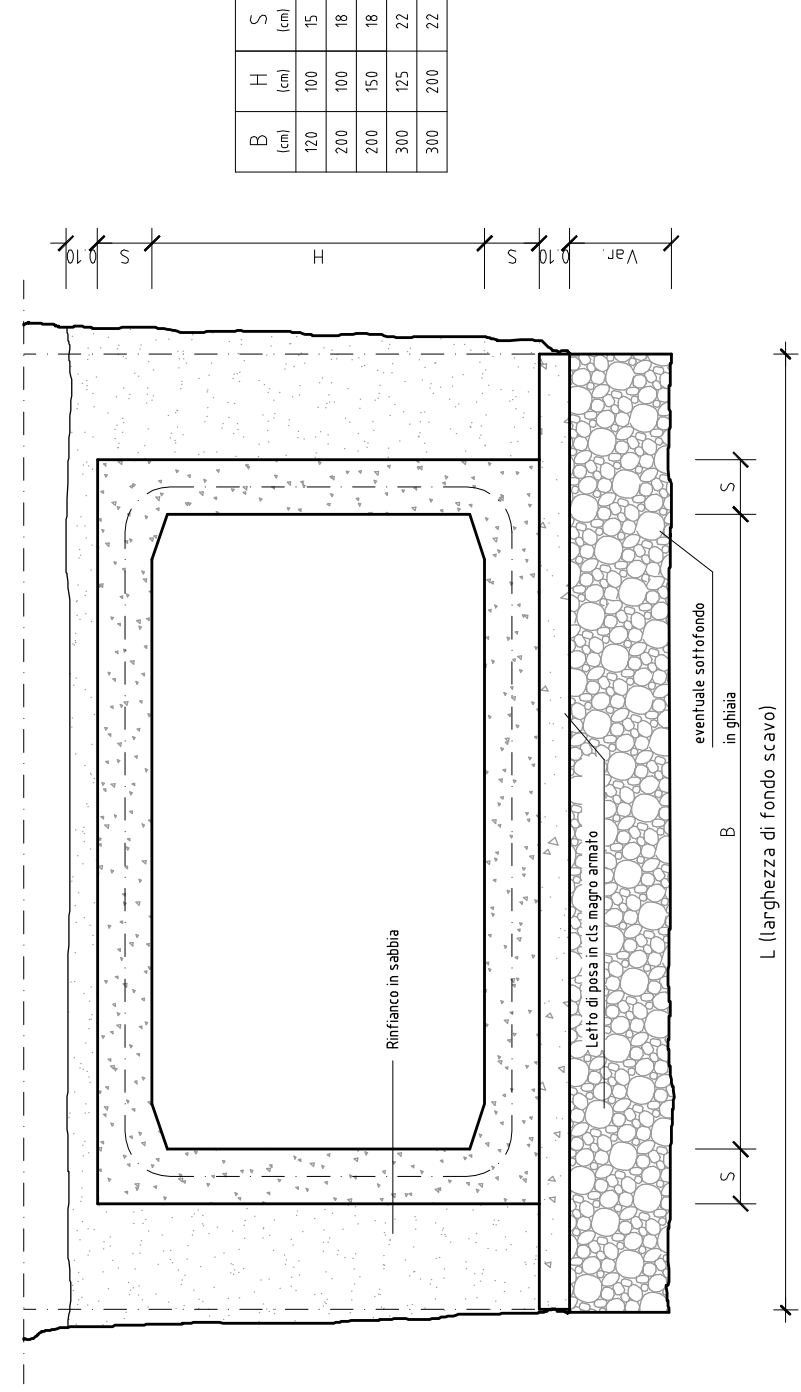 B H S
(cm) (cm) (cm)
120 100 15
200 100 18
200 150 18
300 125 22
300 200 22
0.10
S
H
S
0.10
Var.
Rinfianco in sabbia
Letto di posa in cls magro armato
eventuale sottofondo
in ghiaia
S B S
L (larghezza di fondo scavo)